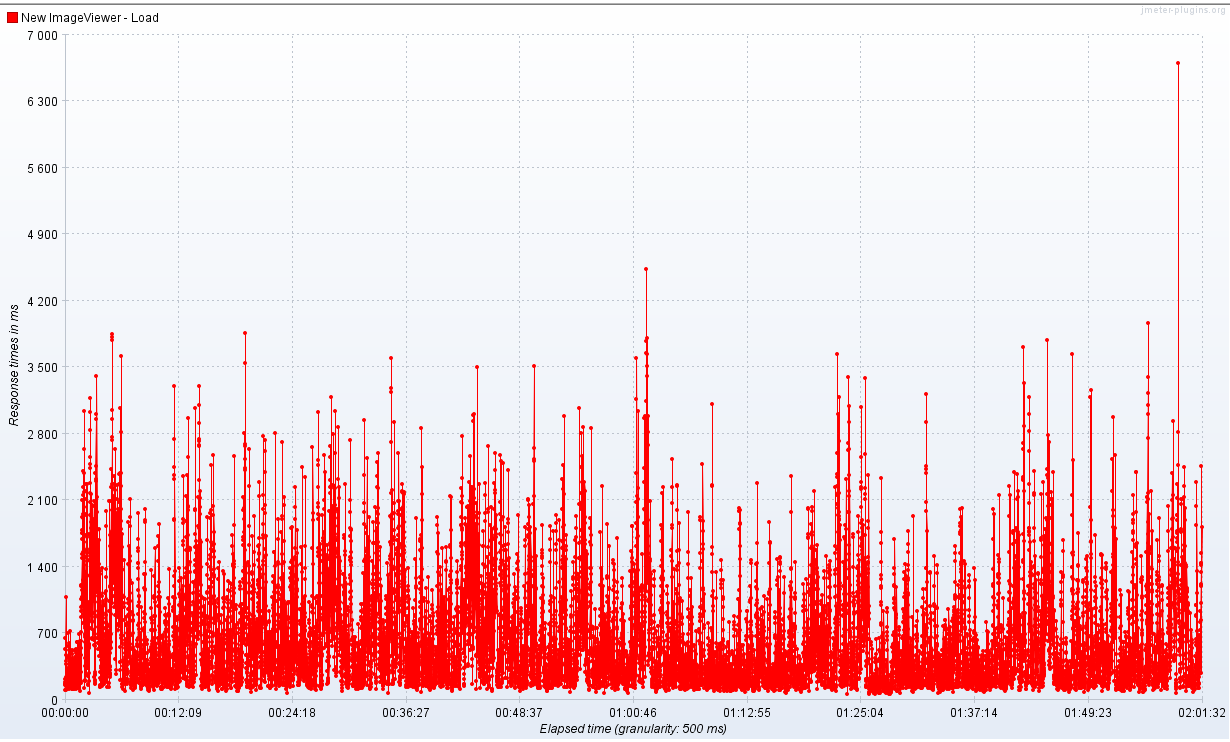 jmeter-plugins.org
New ImageViewer - Load
7 000
6 300
5 600
4 900
4 200
3 500
2 800
2 100
1 400
700
0
Response times in ms
00:00:00 00:12:09 00:24:18 00:36:27 00:48:37 01:00:46 01:12:55 01:25:04 01:37:14 01:49:23 02:01:32
Elapsed time (granularity: 500 ms)